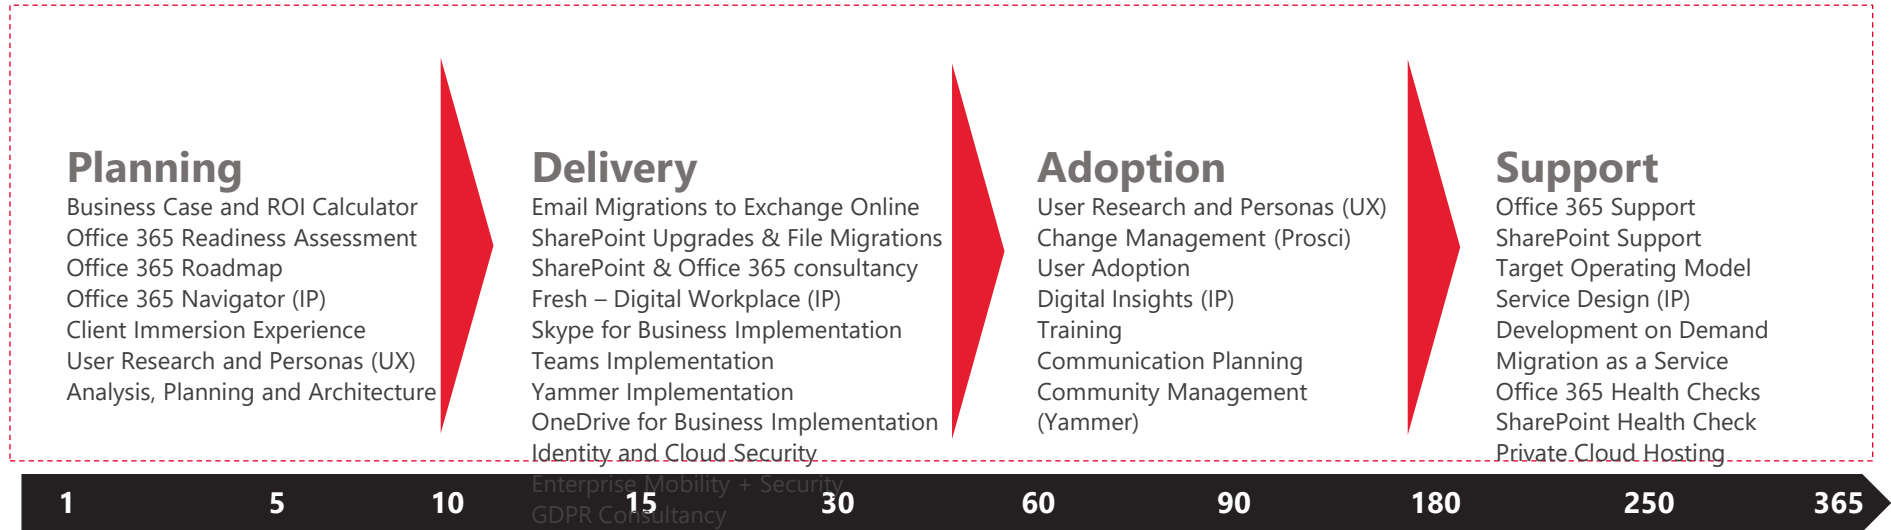 Planning
Business Case and ROI Calculator
Office 365 Readiness Assessment
Office 365 Roadmap
Office 365 Navigator (IP)
Client Immersion Experience
User Research and Personas (UX)
Analysis, Planning and Architecture
Delivery
Email Migrations to Exchange Online
SharePoint Upgrades & File Migrations
SharePoint & Office 365 consultancy
Fresh – Digital Workplace (IP)
Skype for Business Implementation
Teams Implementation
Yammer Implementation
OneDrive for Business Implementation
Identity and Cloud Security
Enterprise Mobility + Security
GDPR Consultancy
Adoption
User Research and Personas (UX)
Change Management (Prosci)
User Adoption
Digital Insights (IP)
Training
Communication Planning
Community Management
(Yammer)
Support
Office 365 Support
SharePoint Support
Target Operating Model
Service Design (IP)
Development on Demand
Migration as a Service
Office 365 Health Checks
SharePoint Health Check
Private Cloud Hosting
1 5 10 15 30 60 90 180 250 365